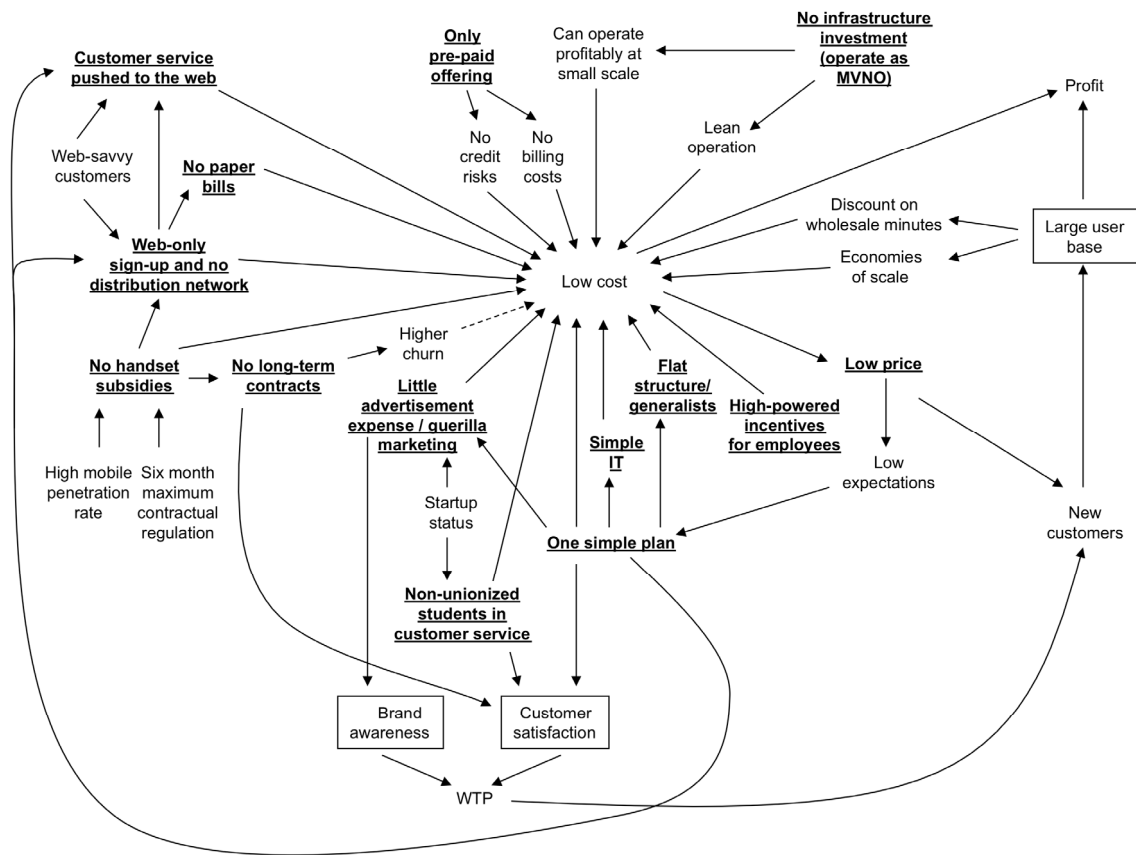 Customer service
pushed to the web
Only
pre-paid
offering
Can operate
profitably at
small scale
No infrastructure
investment
(operate as
MVNO)
Profit
Web-savvy
customers
No paper
bills
No
credit
risks
No
billing
costs
Lean
operation
Discount on
wholesale minutes
Large user
base
Web-only
sign-up and no
distribution network
Low cost
Economies
of scale
No handset
subsidies
No long-term
contracts
Higher
churn
Little
advertisement
expense / querilla
marketing
Flat
structure/
generalists
Low price
High-powered
incentives
for employees
Simple
IT
High mobile
penetration
rate
Six month
maximum
contractual
regulation
Startup
status
Low
expectations
New
customers
One simple plan
Non-unionized
students in
customer service
Brand
awareness
Customer
satisfaction
WTP